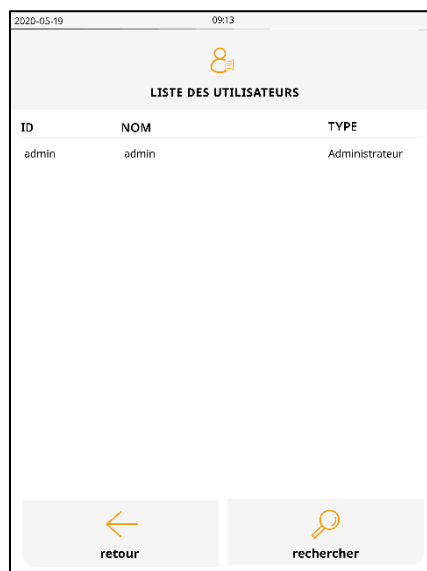 2020-05-19 09:13
LISTE DES UTILISATEURS
ID NOM TYPE
admin admin Administrateur
retour rechercher